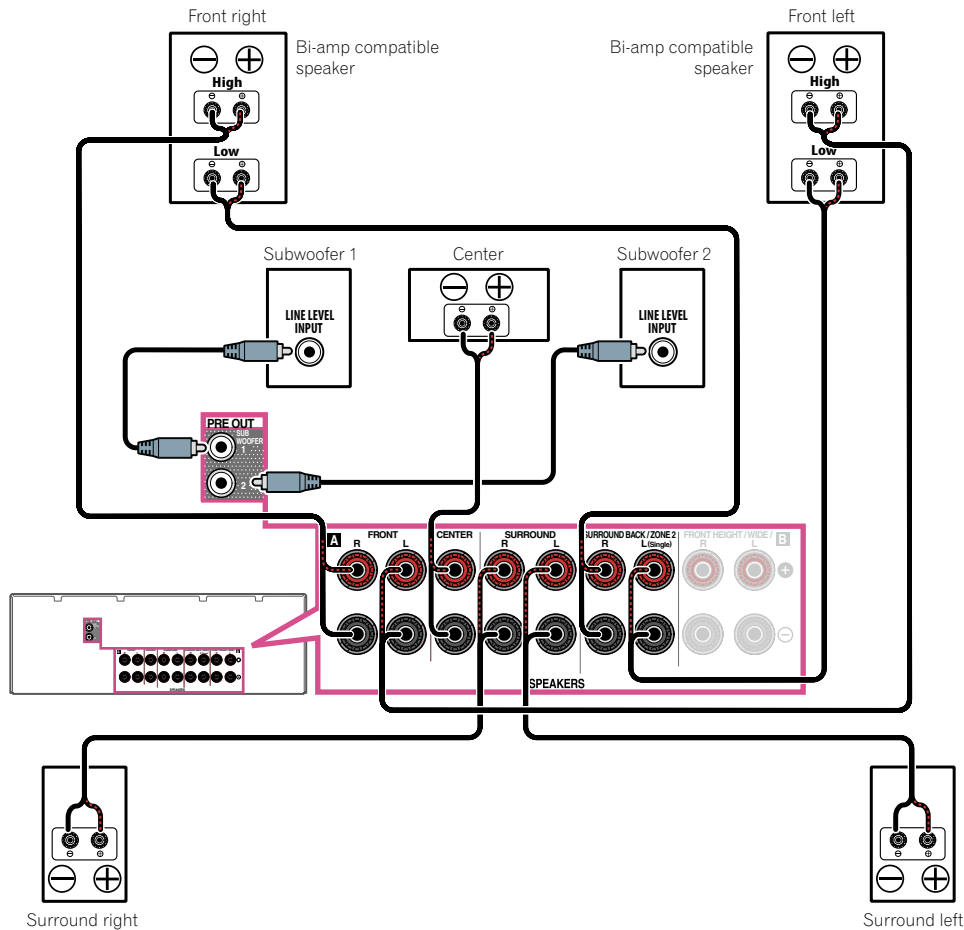 Front right
Front left
Bi-amp compatible
speaker
Bi-amp compatible
speaker
High
High
Low
Low
Subwoofer 1
Center
Subwoofer 2
LINE LEVEL
INPUT
LINE LEVEL
INPUT
PRE OUT
SUB
WOOFER
1
2
A
FRONT
CENTER
SURROUND
SURROUND BACK / ZONE 2
FRONT HEIGHT / WIDE /
B
R
L
R
L
R
L (Single)
R
L
SPEAKERS
Surround right
Surround left